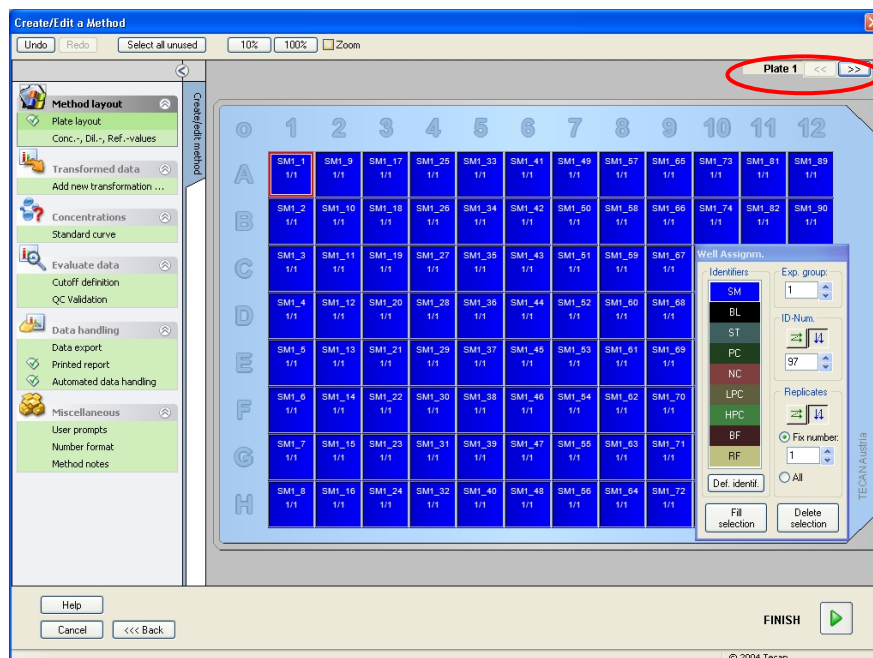 Create/Edit a Method
Undo Redo Select all unused 10% 100% Zoom
Plate 1 << >>
Create/edit method
Method layout
Plate layout
Conc.-, Dil.-, Ref.-values
Transformed data
Add new transformation ...
Concentrations
Standard curve
Evaluate data
Cutoff definition
QC Validation
Data handling
Data export
Printed report
Automated data handling
Miscellaneous
User prompts
Number format
Method notes
o 1 2 3 4 5 6 7 8 9 10 11 12
A SM1_1 SM1_9 SM1_17 SM1_25 SM1_33 SM1_41 SM1_49 SM1_57 SM1_65 SM1_73 SM1_81 SM1_89
1/1 1/1 1/1 1/1 1/1 1/1 1/1 1/1 1/1 1/1 1/1 1/1
B SM1_2 SM1_10 SM1_18 SM1_26 SM1_34 SM1_42 SM1_50 SM1_58 SM1_66 SM1_74 SM1_82 SM1_90
1/1 1/1 1/1 1/1 1/1 1/1 1/1 1/1 1/1 1/1 1/1 1/1
C SM1_3 SM1_11 SM1_19 SM1_27 SM1_35 SM1_43 SM1_51 SM1_59 SM1_67
1/1 1/1 1/1 1/1 1/1 1/1 1/1 1/1 1/1
D SM1_4 SM1_12 SM1_20 SM1_28 SM1_36 SM1_44 SM1_52 SM1_60 SM1_68
1/1 1/1 1/1 1/1 1/1 1/1 1/1 1/1 1/1
E SM1_5 SM1_13 SM1_21 SM1_29 SM1_37 SM1_45 SM1_53 SM1_61 SM1_69
1/1 1/1 1/1 1/1 1/1 1/1 1/1 1/1 1/1
F SM1_6 SM1_14 SM1_22 SM1_30 SM1_38 SM1_46 SM1_54 SM1_62 SM1_70
1/1 1/1 1/1 1/1 1/1 1/1 1/1 1/1 1/1
G SM1_7 SM1_15 SM1_23 SM1_31 SM1_39 SM1_47 SM1_55 SM1_63 SM1_71
1/1 1/1 1/1 1/1 1/1 1/1 1/1 1/1 1/1
H SM1_8 SM1_16 SM1_24 SM1_32 SM1_40 SM1_48 SM1_56 SM1_64 SM1_72
1/1 1/1 1/1 1/1 1/1 1/1 1/1 1/1 1/1
Well Assignm.
Identifiers
SM
BL
ST
PC
NC
LPC
HPC
BF
RF
Def. identif.
Exp. group:
1
ID-Num.
97
Replicates
Fix number:
1
All
Fill
selection
Delete
selection
TECAN Austria
Help
Cancel <<< Back
FINISH
© 2004 Tecan